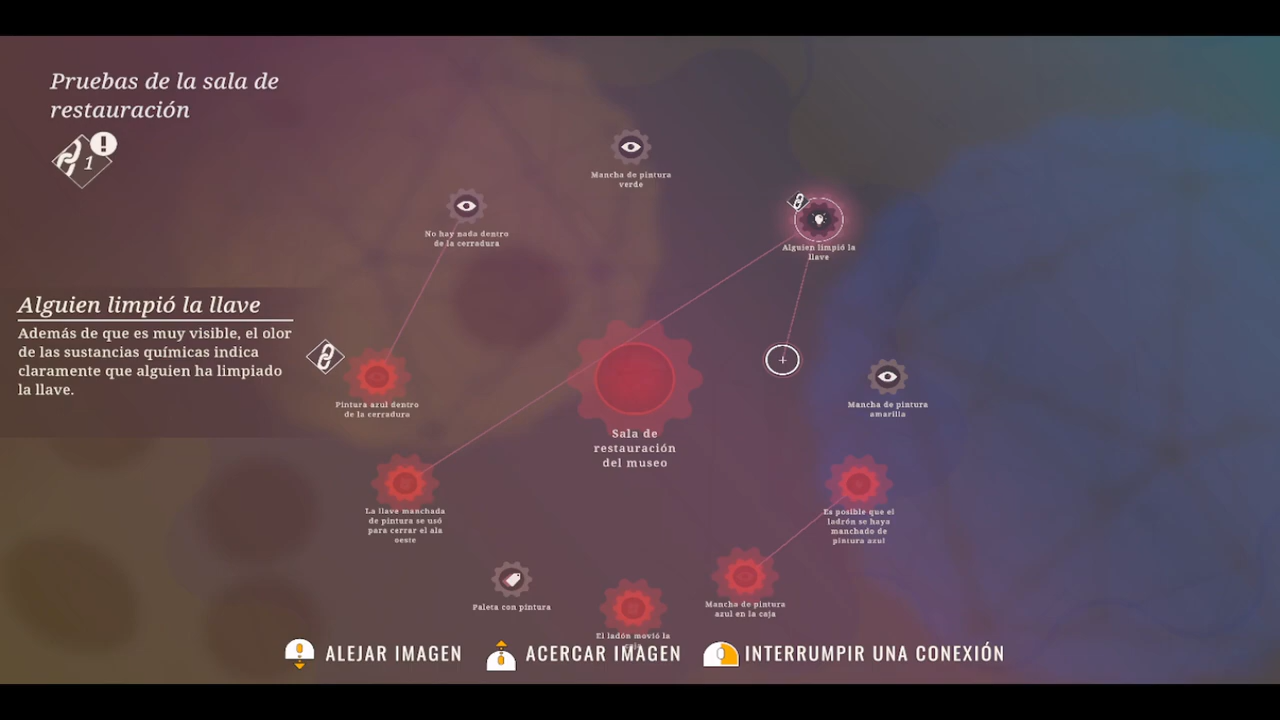 Pruebas de la sala de
restauración
1
Mancha de pintura
verde
No hay nada dentro
de la cerradura
Alguien limpió la
llave
Alguien limpió la llave
Además de que es muy visible, el olor
de las sustancias químicas indica
claramente que alguien ha limpiado
la llave.
Pintura azul dentro
de la cerradura
Mancha de pintura
amarilla
Sala de
restauración
del museo
La llave manchada
de pintura se usó
para cerrar el ala
oeste
Es posible que el
ladrón se haya
manchado de
pintura azul
Paleta con pintura
Mancha de pintura
azul en la caja
El ladón movió la
ALEJAR IMAGEN
ACERCAR IMAGEN
INTERRUMPIR UNA CONEXIÓN